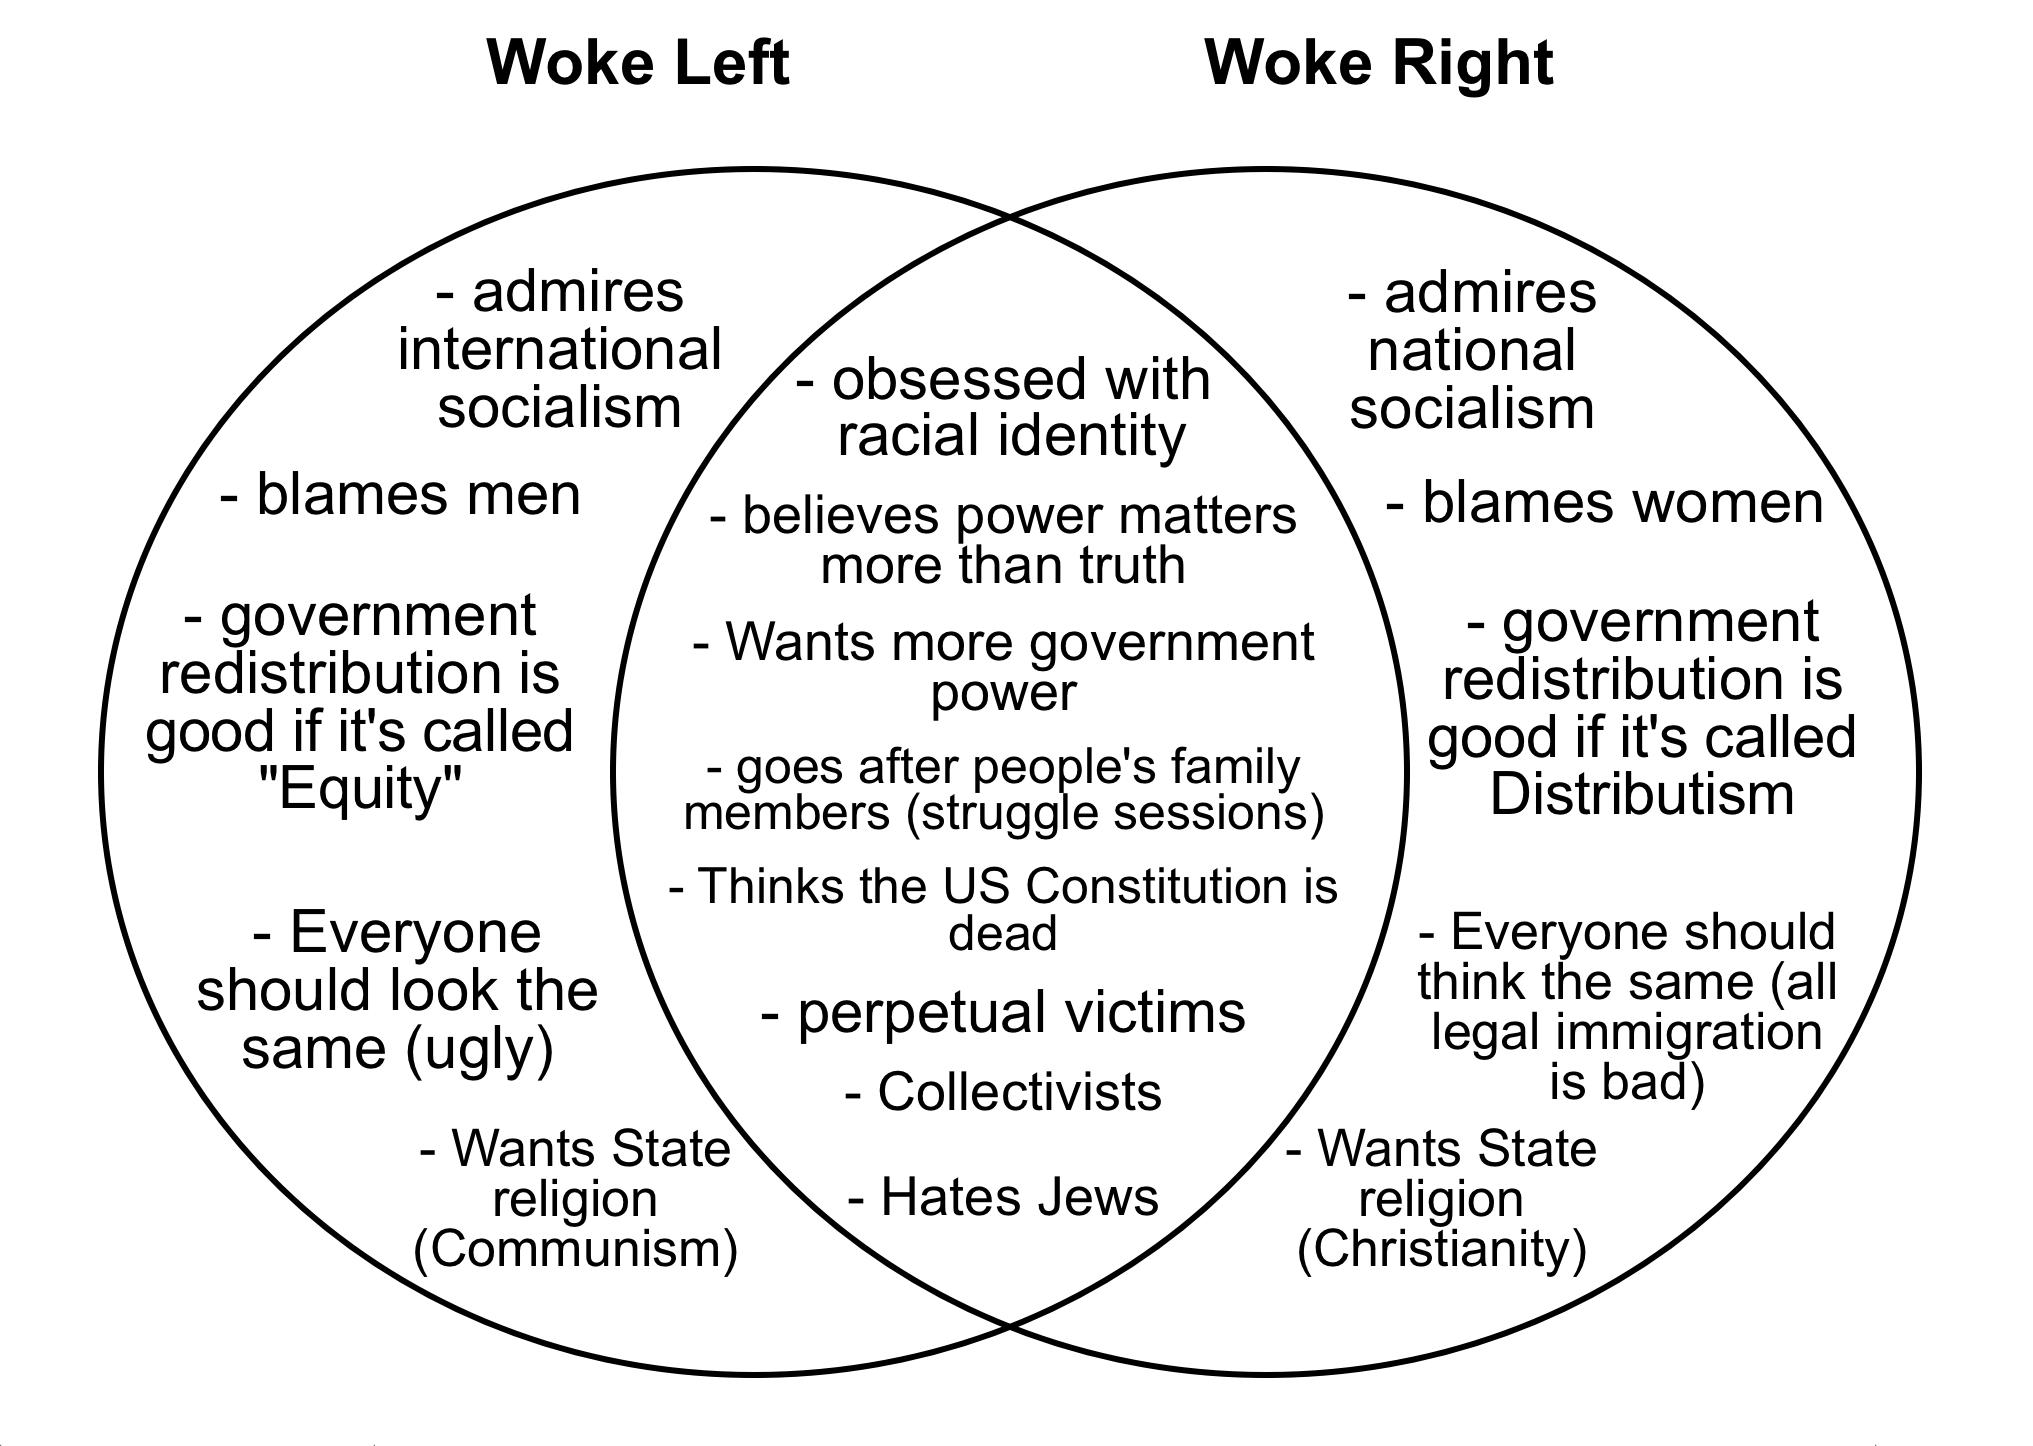 Woke Left
Woke Right
- admires
international
socialism
- blames men
- government
redistribution is
good if it's called
"Equity"
- Everyone
should look the
same (ugly)
- Wants State
religion
(Communism)
- obsessed with
racial identity
- believes power matters
more than truth
- Wants more government
power
- goes after people's family
members (struggle sessions)
- Thinks the US Constitution is
dead
- perpetual victims
- Collectivists
- Hates Jews
- admires
national
socialism
- blames women
- government
redistribution is
good if it's called
Distributism
- Everyone should
think the same (all
legal immigration
is bad)
- Wants State
religion
(Christianity)